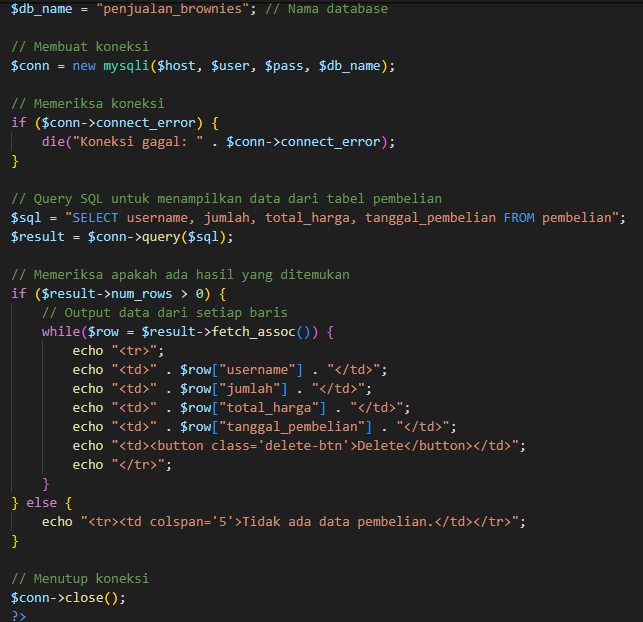 $db_name = "penjualan_brownies"; // Nama database
// Membuat koneksi
$conn = new mysqli($host, $user, $pass, $db_name);
// Memeriksa koneksi
if ($conn->connect_error) {
die("Koneksi gagal: " . $conn->connect_error);
}
// Query SQL untuk menampilkan data dari tabel pembelian
$sql = "SELECT username, jumlah, total_harga, tanggal_pembelian FROM pembelian";
$result = $conn->query($sql);
// Memeriksa apakah ada hasil yang ditemukan
if ($result->num_rows > 0) {
// Output data dari setiap baris
while($row = $result->fetch_assoc()) {
echo "<tr>";
echo "<td>" . $row["username"] . "</td>";
echo "<td>" . $row["jumlah"] . "</td>";
echo "<td>" . $row["total_harga"] . "</td>";
echo "<td>" . $row["tanggal_pembelian"] . "</td>";
echo "<td><button class='delete-btn'>Delete</button></td>";
echo "</tr>";
}
} else {
echo "<tr><td colspan='5'>Tidak ada data pembelian.</td></tr>";
}
// Menutup koneksi
$conn->close();
?>